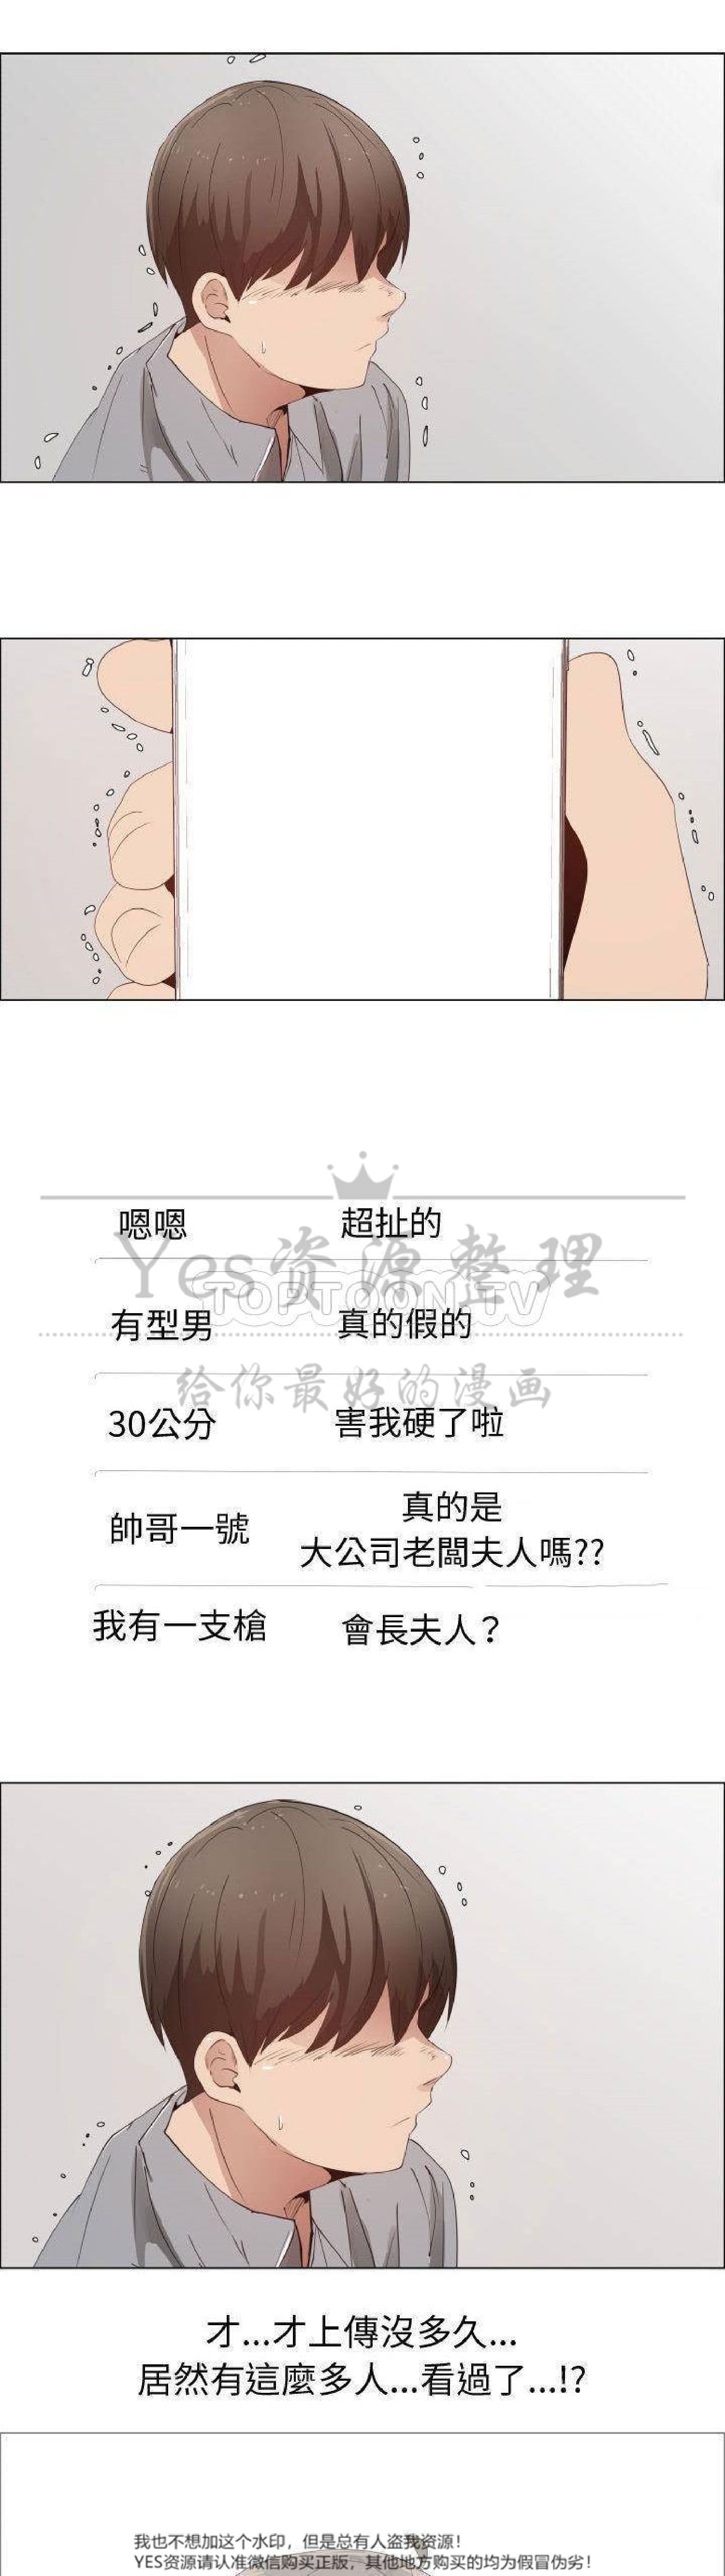 Yes资源整理
TOPTOON.TV
给你最好的漫画
嗯嗯 超扯的
有型男 真的假的
30公分 害我硬了啦
帥哥一號 真的是
大公司老闆夫人嗎??
我有一支槍 會長夫人？
才...才上傳沒多久...
居然有這麼多人...看過了...!?
我也不想加这个水印，但是总有人盗我资源！
YES资源请认准微信购买正版，其他地方购买的均为假冒伪劣！